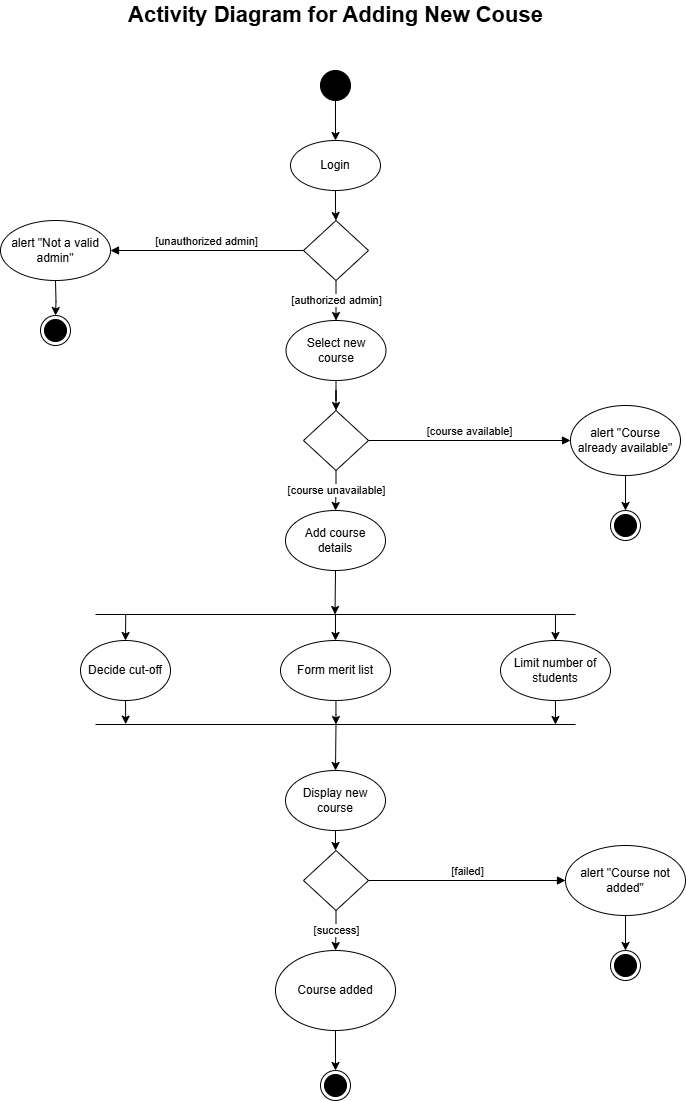 Activity Diagram for Adding New Couse
Login
[unauthorized admin]
alert "Not a valid
admin"
[authorized admin]
Select new
course
[course available]
alert "Course
already available"
[course unavailable]
Add course
details
Decide cut-off
Form merit list
Limit number of
students
Display new
course
[failed]
alert "Course not
added"
[success]
Course added